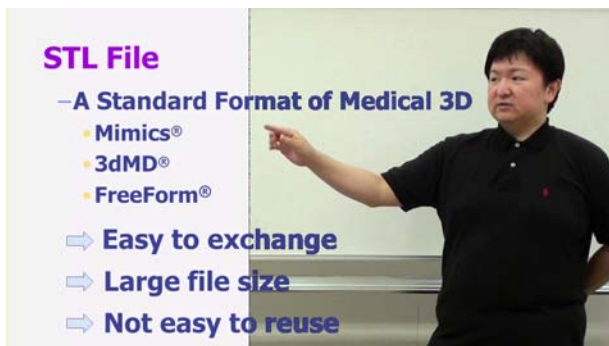 STL File
–A Standard Format of Medical 3D
Mimics®
3dMD®
FreeForm®
Easy to exchange
Large file size
Not easy to reuse